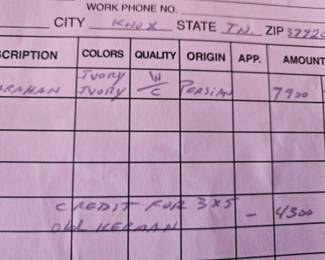 WORK PHONE NO.
CITY KNOX STATE TN. ZIP 3792
SCRIPTION COLORS QUALITY ORIGIN APP. AMOUNT
Ivory W
ARAHAN Ivory C PERSIAN 7900
CREDIT FOR 3x5 - 4300
Old KERMAN